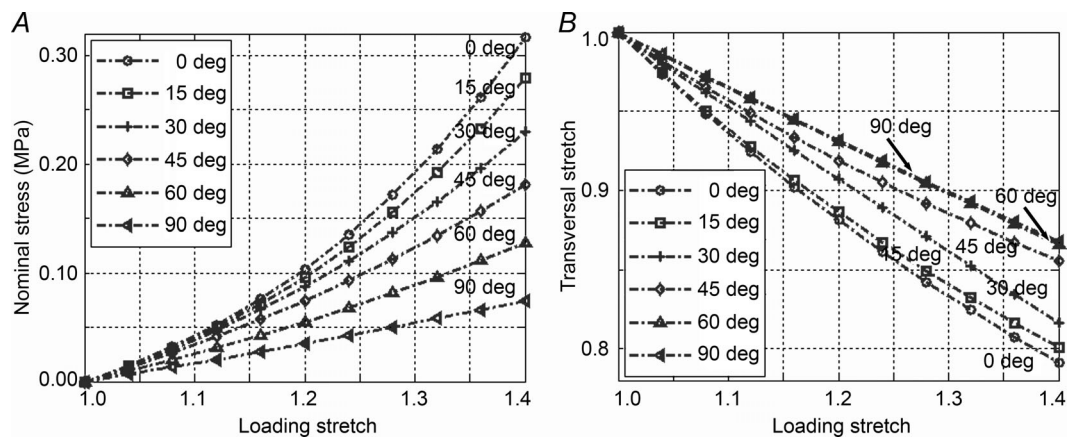 A
Nominal stress (MPa)
0.30
0.20
0.10
0.00
1.0 1.1 1.2 1.3 1.4
Loading stretch
0 deg
15 deg
30 deg
45 deg
60 deg
90 deg
0 deg
15 deg
30 deg
45 deg
60 deg
90 deg
B
Transversal stretch
1.0
0.9
0.8
1.0 1.1 1.2 1.3 1.4
Loading stretch
0 deg
15 deg
30 deg
45 deg
60 deg
90 deg
90 deg
60 deg
45 deg
45 deg
30 deg
0 deg